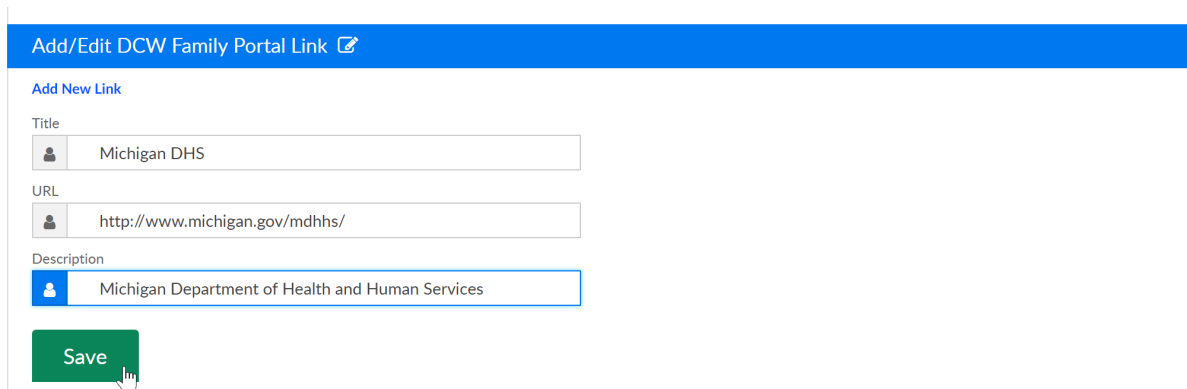 Add/Edit DCW Family Portal Link
Add New Link
Title
Michigan DHS
URL
http://www.michigan.gov/mdhhs/
Description
Michigan Department of Health and Human Services
Save